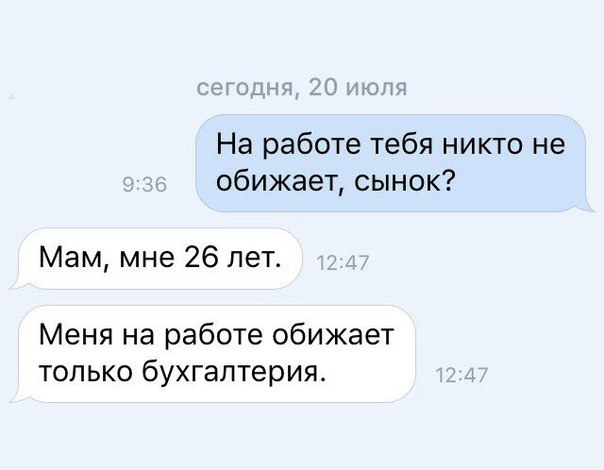 сегодня, 20 июля
На работе тебя никто не
обижает, сынок?
9:36
Мам, мне 26 лет.
12:47
Меня на работе обижает
только бухгалтерия.
12:47